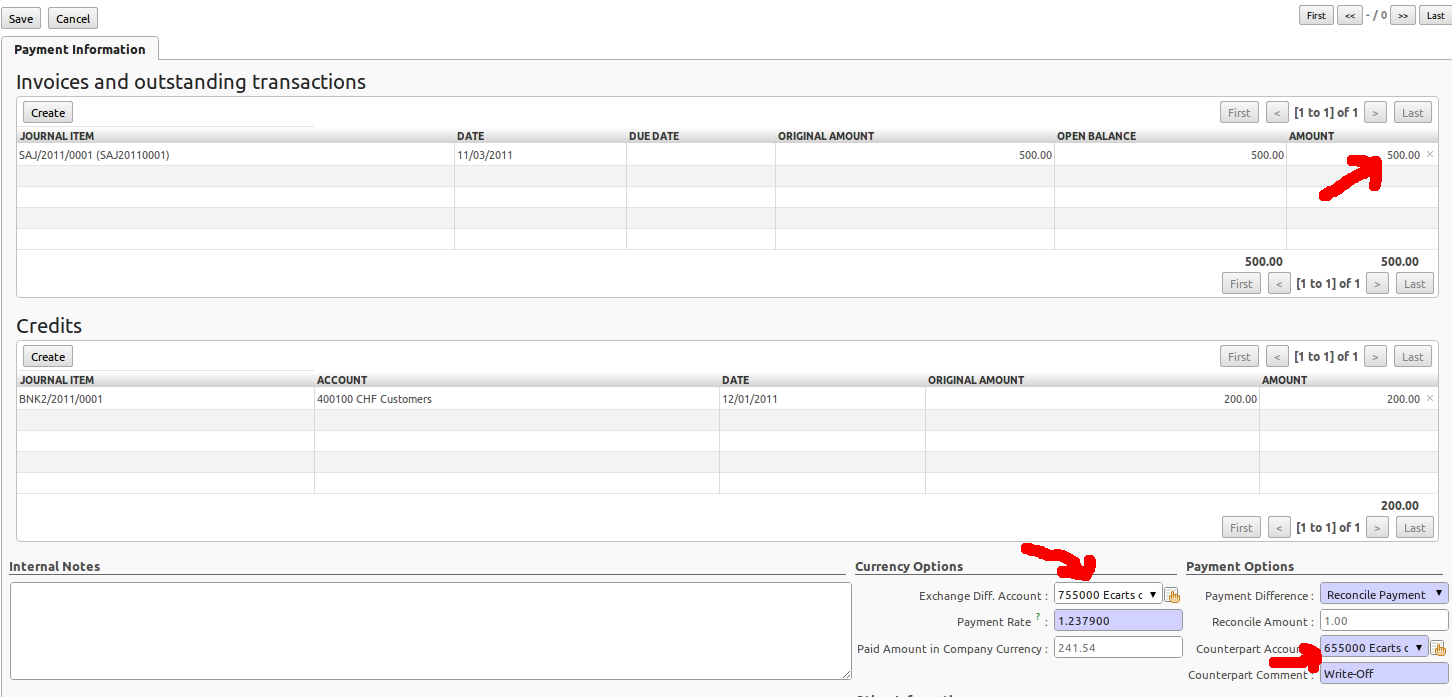 Save Cancel First << - / 0 >> Last
Payment Information
Invoices and outstanding transactions
Create First < [1 to 1] of 1 > Last
JOURNAL ITEM DATE DUE DATE ORIGINAL AMOUNT OPEN BALANCE AMOUNT
SAJ/2011/0001 (SAJ20110001) 11/03/2011 500.00 500.00 500.00 ×
500.00 500.00
First < [1 to 1] of 1 > Last
Credits
Create First < [1 to 1] of 1 > Last
JOURNAL ITEM ACCOUNT DATE ORIGINAL AMOUNT AMOUNT
BNK2/2011/0001 400100 CHF Customers 12/01/2011 200.00 200.00 ×
200.00
First < [1 to 1] of 1 > Last
Internal Notes Currency Options Payment Options
Exchange Diff. Account : 755000 Ecarts c Payment Difference : Reconcile Payment
Payment Rate ? : 1.237900 Reconcile Amount : 1.00
Paid Amount in Company Currency : 241.54 Counterpart Accou 655000 Ecarts c
Counterpart Comment : Write-Off